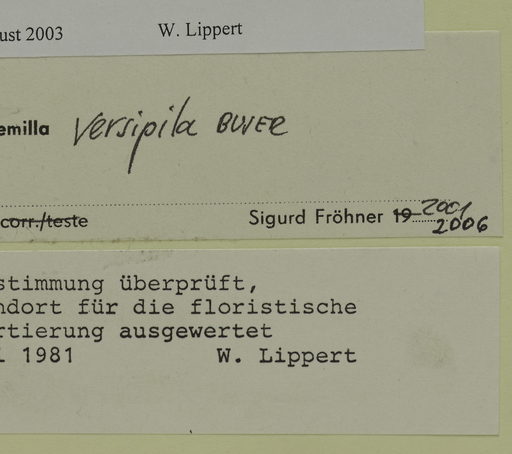 ust 2003 W. Lippert
emilla Versipila BUSER
corr./teste Sigurd Fröhner 19 2001
2006
stimmung überprüft,
ndort für die floristische
rtierung ausgewertet
1981 W. Lippert